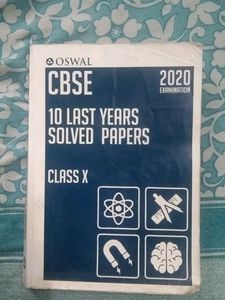 OSWAL
CBSE
2020
EXAMINATION
10 LAST YEARS
SOLVED PAPERS
CLASS X